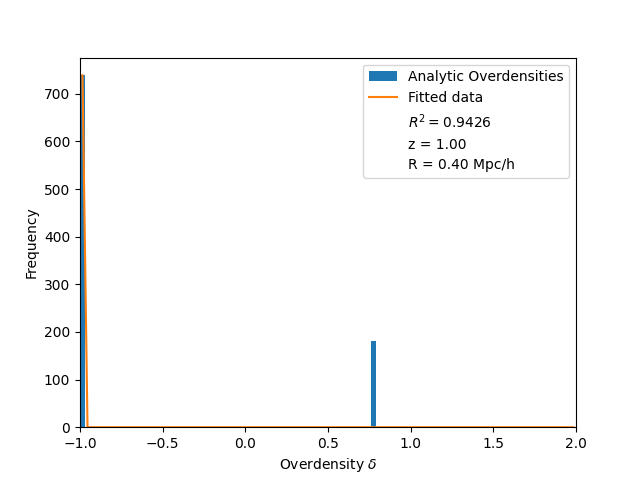 Analytic Overdensities
Fitted data
$R^2 = 0.9426$
z = 1.00
R = 0.40 Mpc/h
Frequency
700
600
500
400
300
200
100
0
−1.0 −0.5 0.0 0.5 1.0 1.5 2.0
Overdensity δ